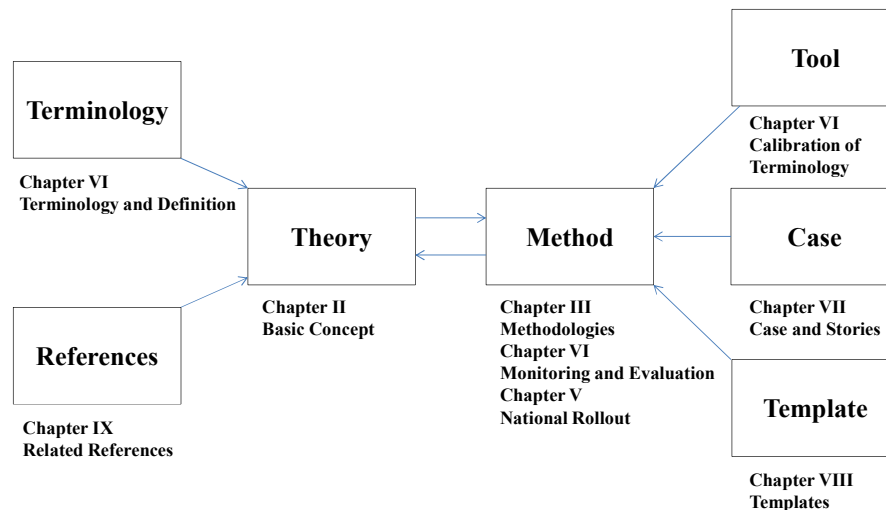 Terminology
Chapter VI
Terminology and Definition
References
Chapter IX
Related References
Theory
Chapter II
Basic Concept
Method
Chapter III
Methodologies
Chapter VI
Monitoring and Evaluation
Chapter V
National Rollout
Tool
Chapter VI
Calibration of
Terminology
Case
Chapter VII
Case and Stories
Template
Chapter VIII
Templates